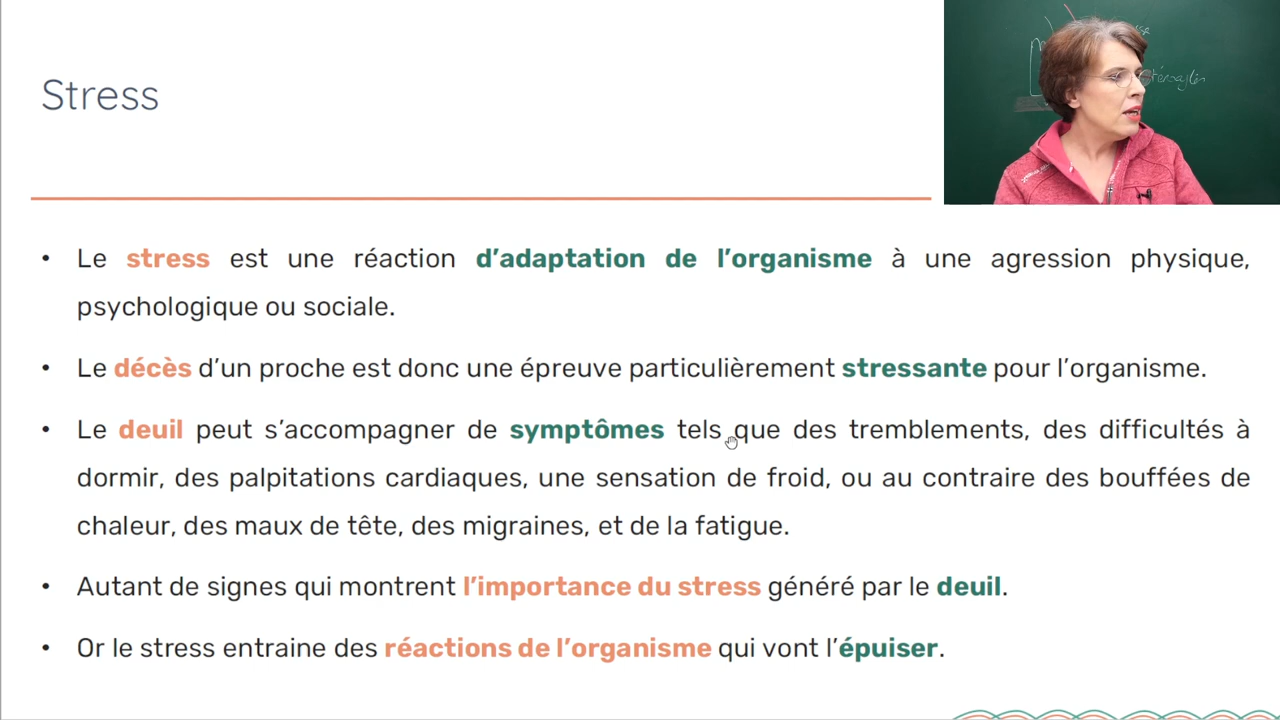 Stress
• Le stress est une réaction d’adaptation de l’organisme à une agression physique,
psychologique ou sociale.
• Le décès d’un proche est donc une épreuve particulièrement stressante pour l’organisme.
• Le deuil peut s’accompagner de symptômes tels que des tremblements, des difficultés à
dormir, des palpitations cardiaques, une sensation de froid, ou au contraire des bouffées de
chaleur, des maux de tête, des migraines, et de la fatigue.
• Autant de signes qui montrent l’importance du stress généré par le deuil.
• Or le stress entraine des réactions de l’organisme qui vont l’épuiser.